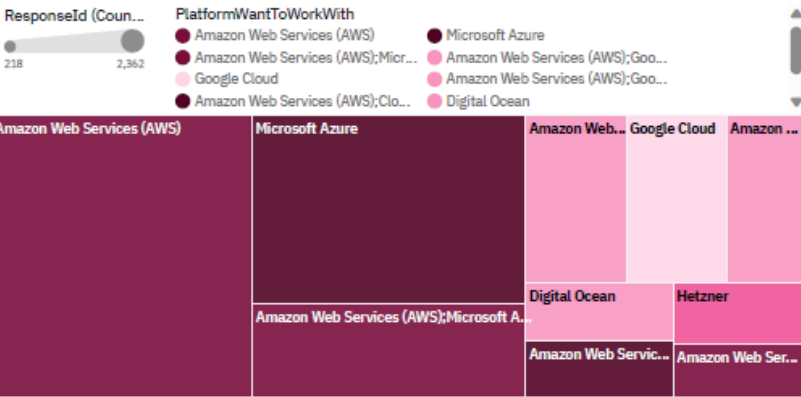 ResponseId (Coun...
218
2,362
PlatformWantToWorkWith
Amazon Web Services (AWS)
Microsoft Azure
Amazon Web Services (AWS);Micr...
Amazon Web Services (AWS);Goo...
Google Cloud
Amazon Web Services (AWS);Goo...
Amazon Web Services (AWS);Clo...
Digital Ocean
Amazon Web Services (AWS)
Microsoft Azure
Amazon Web...
Google Cloud
Amazon ...
Amazon Web Services (AWS);Microsoft A...
Digital Ocean
Hetzner
Amazon Web Servic...
Amazon Web Ser...